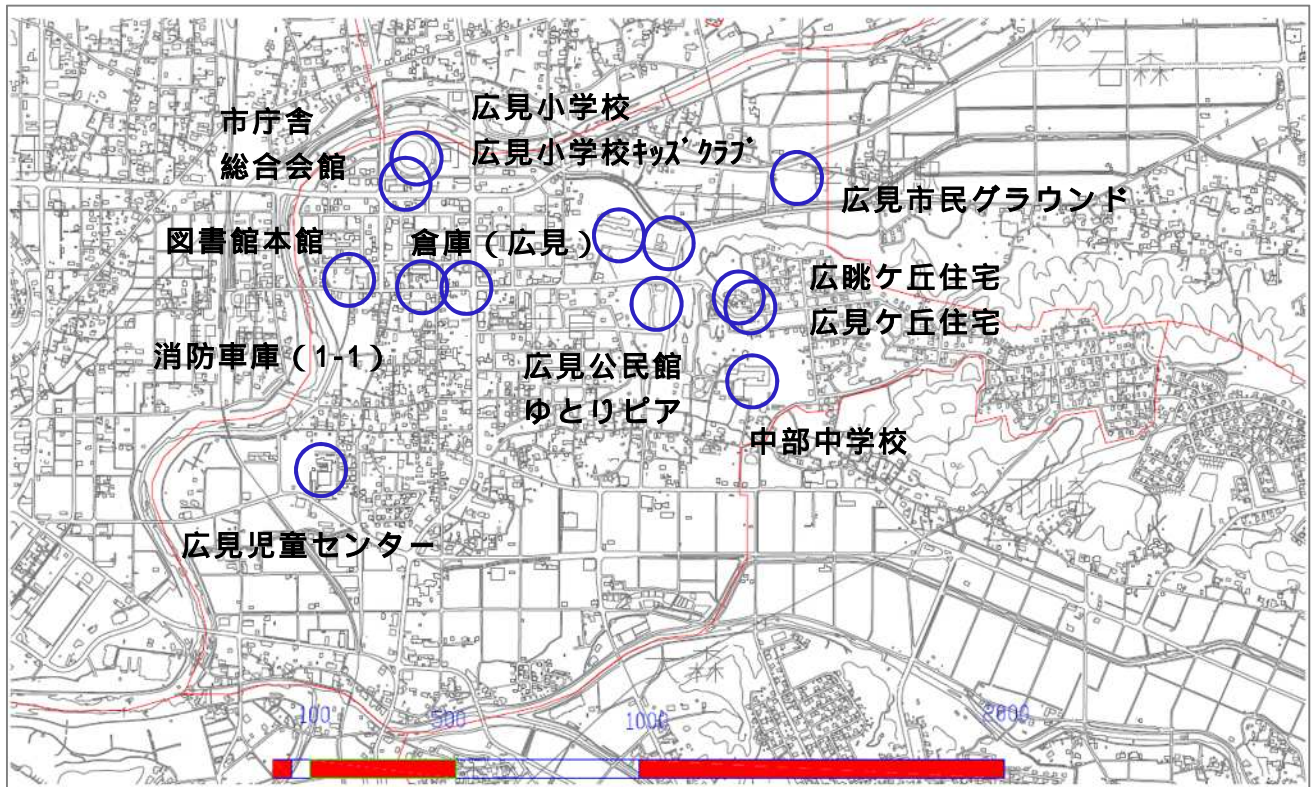 石森
広見小学校
広見小学校ｷｯｽﾞｸﾗﾌﾞ
市庁舎
総合会館
広見市民グラウンド
図書館本館
倉庫（広見）
広眺ケ丘住宅
広見ケ丘住宅
消防車庫（1-1）
広見公民館
ゆとりピア
中部中学校
広見児童センター
100
500
1000
2000